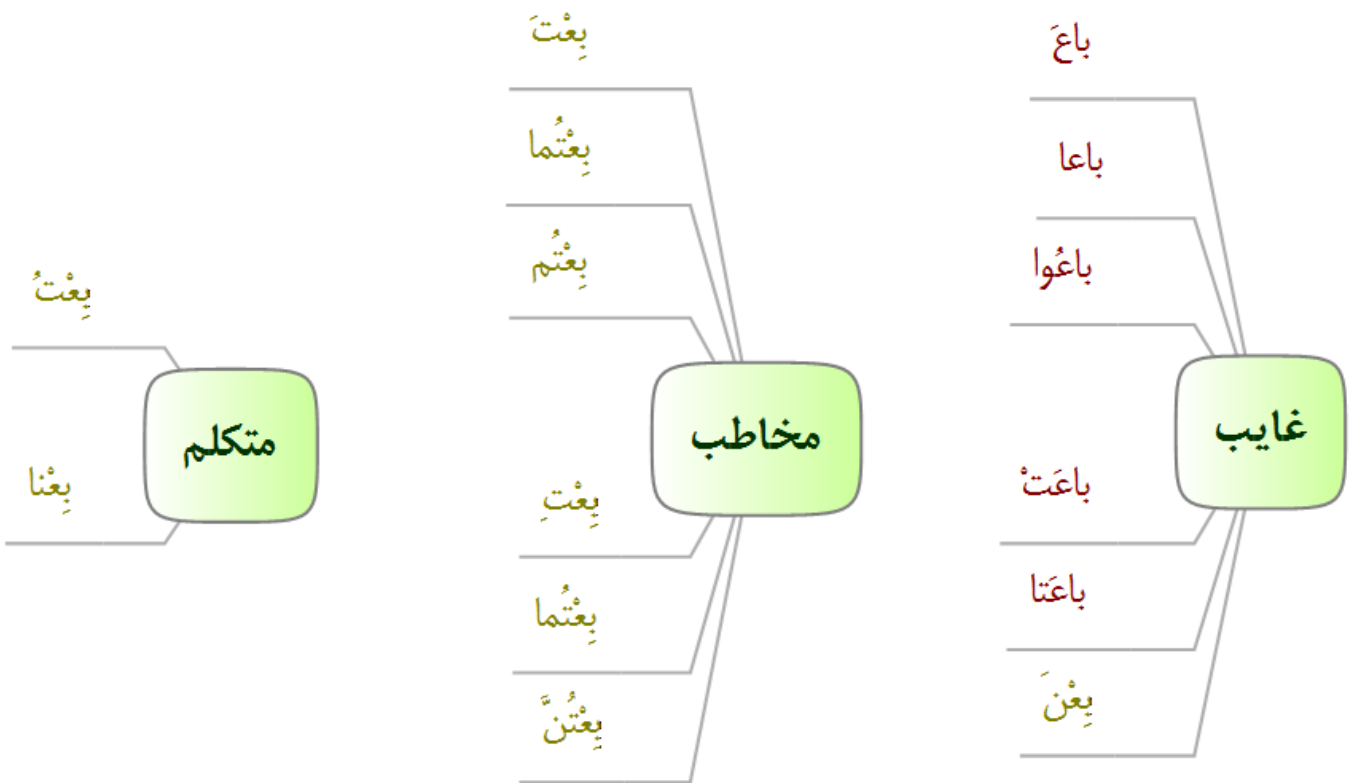 غایب
باعَ
باعا
باعُوا
باعَتْ
باعَتا
بِعْنَ
مخاطب
بِعْتَ
بِعْتُما
بِعْتُم
بِعْتِ
بِعْتُما
بِعْتُنَّ
متکلم
بِعْتُ
بِعْنا